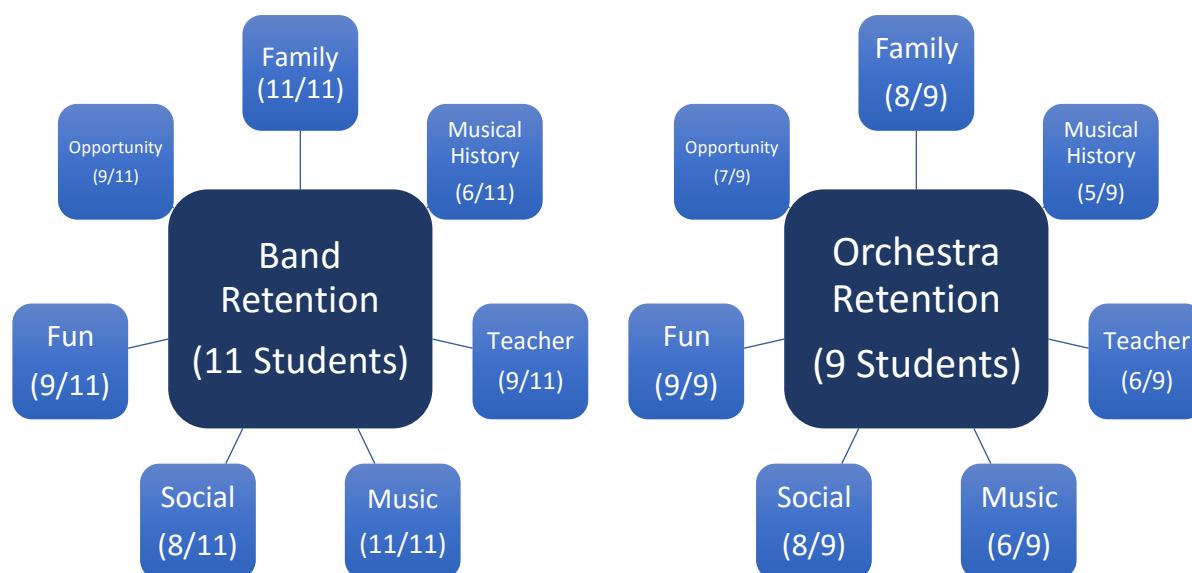 Family
(11/11)
Musical
History
(6/11)
Teacher
(9/11)
Music
(11/11)
Social
(8/11)
Fun
(9/11)
Opportunity
(9/11)
Band
Retention
(11 Students)
Family
(8/9)
Musical
History
(5/9)
Teacher
(6/9)
Music
(6/9)
Social
(8/9)
Fun
(9/9)
Opportunity
(7/9)
Orchestra
Retention
(9 Students)